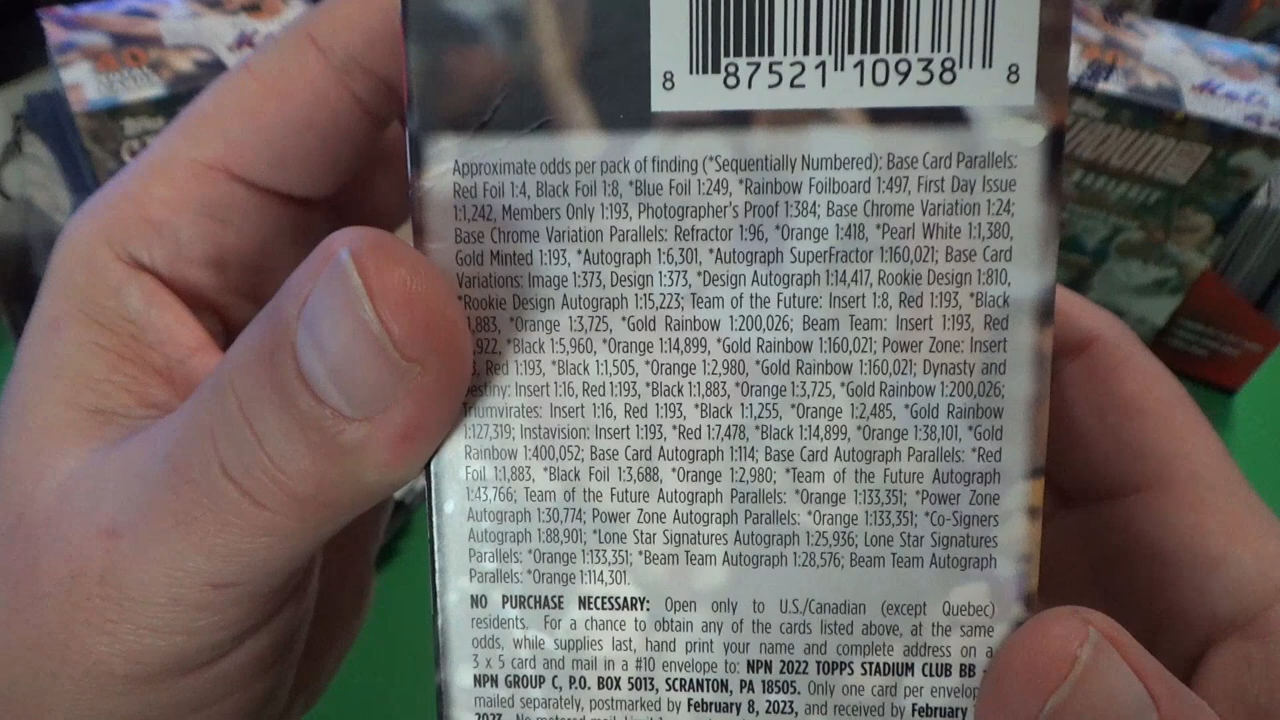 8 87521 10938 8
Approximate odds per pack of finding (*Sequentially Numbered): Base Card Parallels:
Red Foil 1:4, Black Foil 1:8, *Blue Foil 1:249, *Rainbow Foilboard 1:497, First Day Issue
1:1,242, Members Only 1:193, Photographer's Proof 1:384; Base Chrome Variation 1:24;
Base Chrome Variation Parallels: Refractor 1:96, *Orange 1:418, *Pearl White 1:1,380,
Gold Minted 1:193, *Autograph 1:6,301, *Autograph SuperFractor 1:160,021; Base Card
Variations: Image 1:373, Design 1:373, *Design Autograph 1:14,417, Rookie Design 1:810,
*Rookie Design Autograph 1:15,223; Team of the Future: Insert 1:8, Red 1:193, *Black
1,883, *Orange 1:3,725, *Gold Rainbow 1:200,026; Beam Team: Insert 1:193, Red
,922, *Black 1:5,960, *Orange 1:14,899, *Gold Rainbow 1:160,021; Power Zone: Insert
Red 1:193, *Black 1:1,505, *Orange 1:2,980, *Gold Rainbow 1:160,021; Dynasty and
estiny: Insert 1:16, Red 1:193, *Black 1:1,883, *Orange 1:3,725, *Gold Rainbow 1:200,026;
Triumvirates: Insert 1:16, Red 1:193, *Black 1:1,255, *Orange 1:2,485, *Gold Rainbow
1:127,319; Instavision: Insert 1:193, *Red 1:7,478, *Black 1:14,899, *Orange 1:38,101, *Gold
Rainbow 1:400,052; Base Card Autograph 1:114; Base Card Autograph Parallels: *Red
Foil 1:1,883, *Black Foil 1:3,688, *Orange 1:2,980; *Team of the Future Autograph
1:43,766; Team of the Future Autograph Parallels: *Orange 1:133,351; *Power Zone
Autograph 1:30,774; Power Zone Autograph Parallels: *Orange 1:133,351; *Co-Signers
Autograph 1:88,901; *Lone Star Signatures Autograph 1:25,936; Lone Star Signatures
Parallels: *Orange 1:133,351; *Beam Team Autograph 1:28,576; Beam Team Autograph
Parallels: *Orange 1:114,301.
NO PURCHASE NECESSARY: Open only to U.S./Canadian (except Quebec)
residents. For a chance to obtain any of the cards listed above, at the same
odds, while supplies last, hand print your name and complete address on a
3 x 5 card and mail in a #10 envelope to: NPN 2022 TOPPS STADIUM CLUB BB -
NPN GROUP C, P.O. BOX 5013, SCRANTON, PA 18505. Only one card per envelop
mailed separately, postmarked by February 8, 2023, and received by February